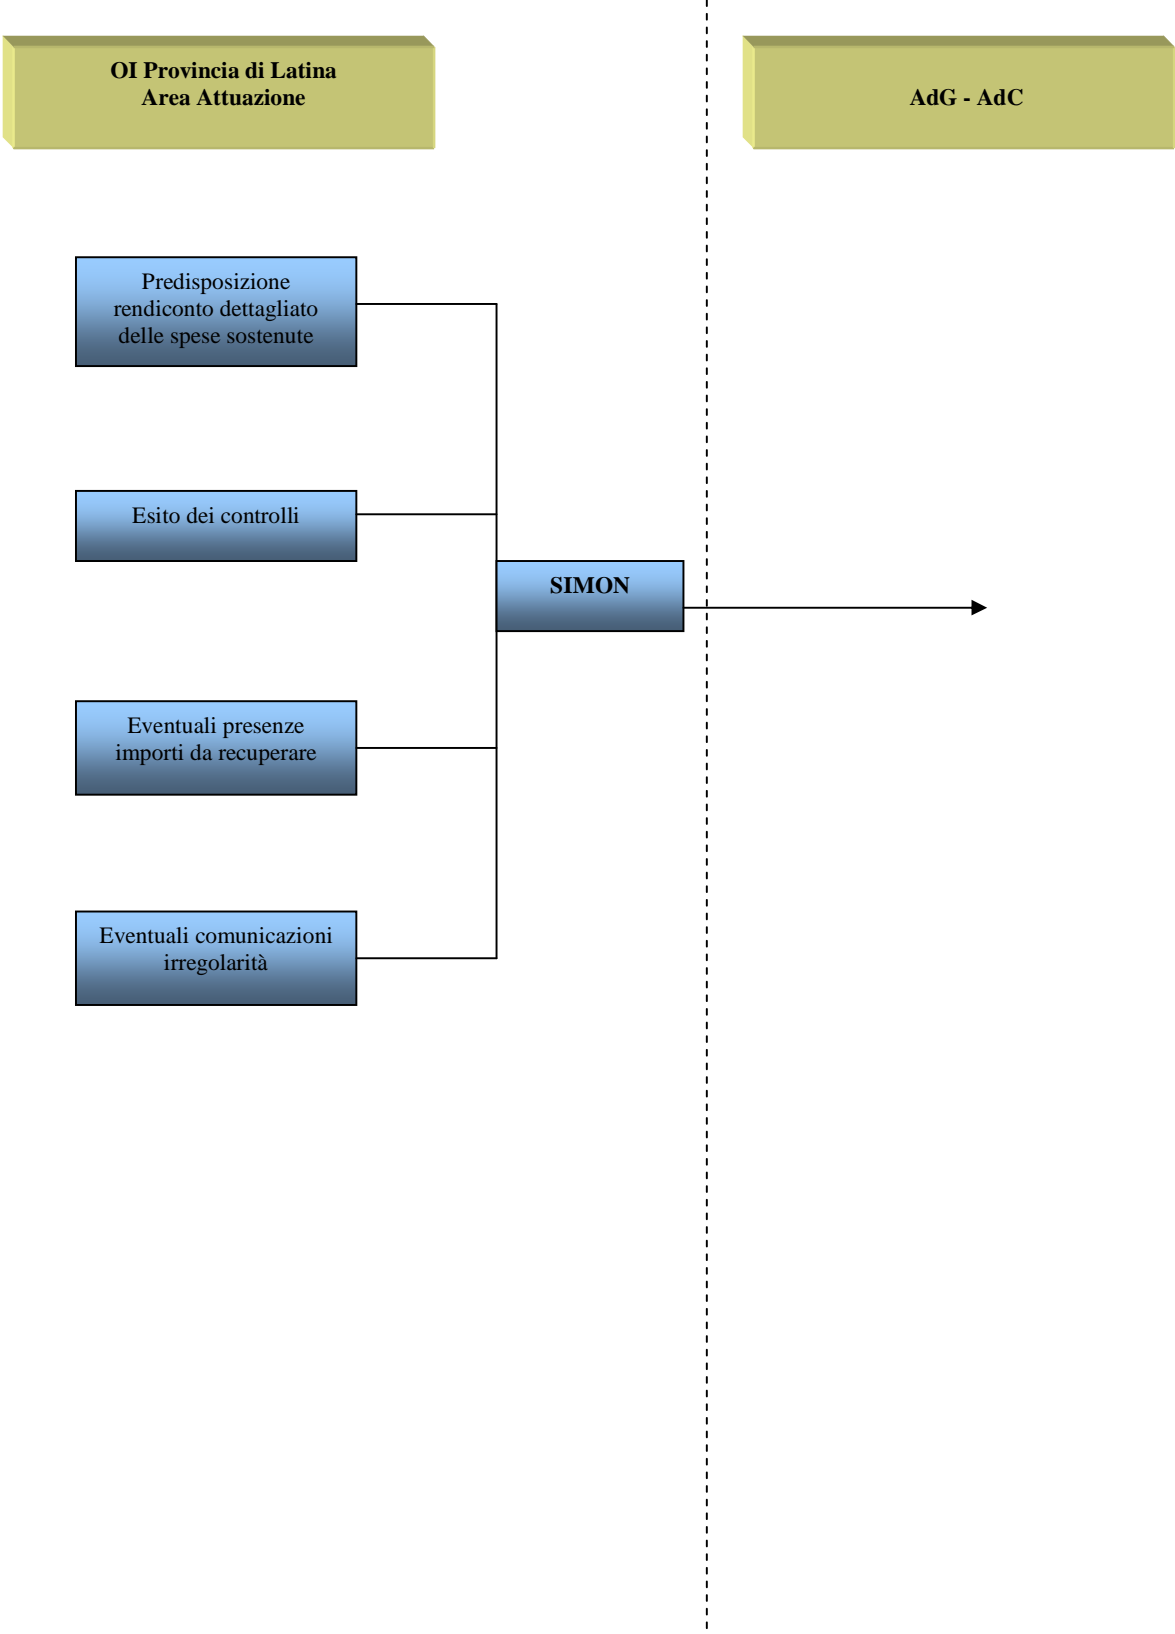 OI Provincia di Latina
Area Attuazione
AdG - AdC
Predisposizione
rendiconto dettagliato
delle spese sostenute
Esito dei controlli
SIMON
Eventuali presenze
importi da recuperare
Eventuali comunicazioni
irregolarità